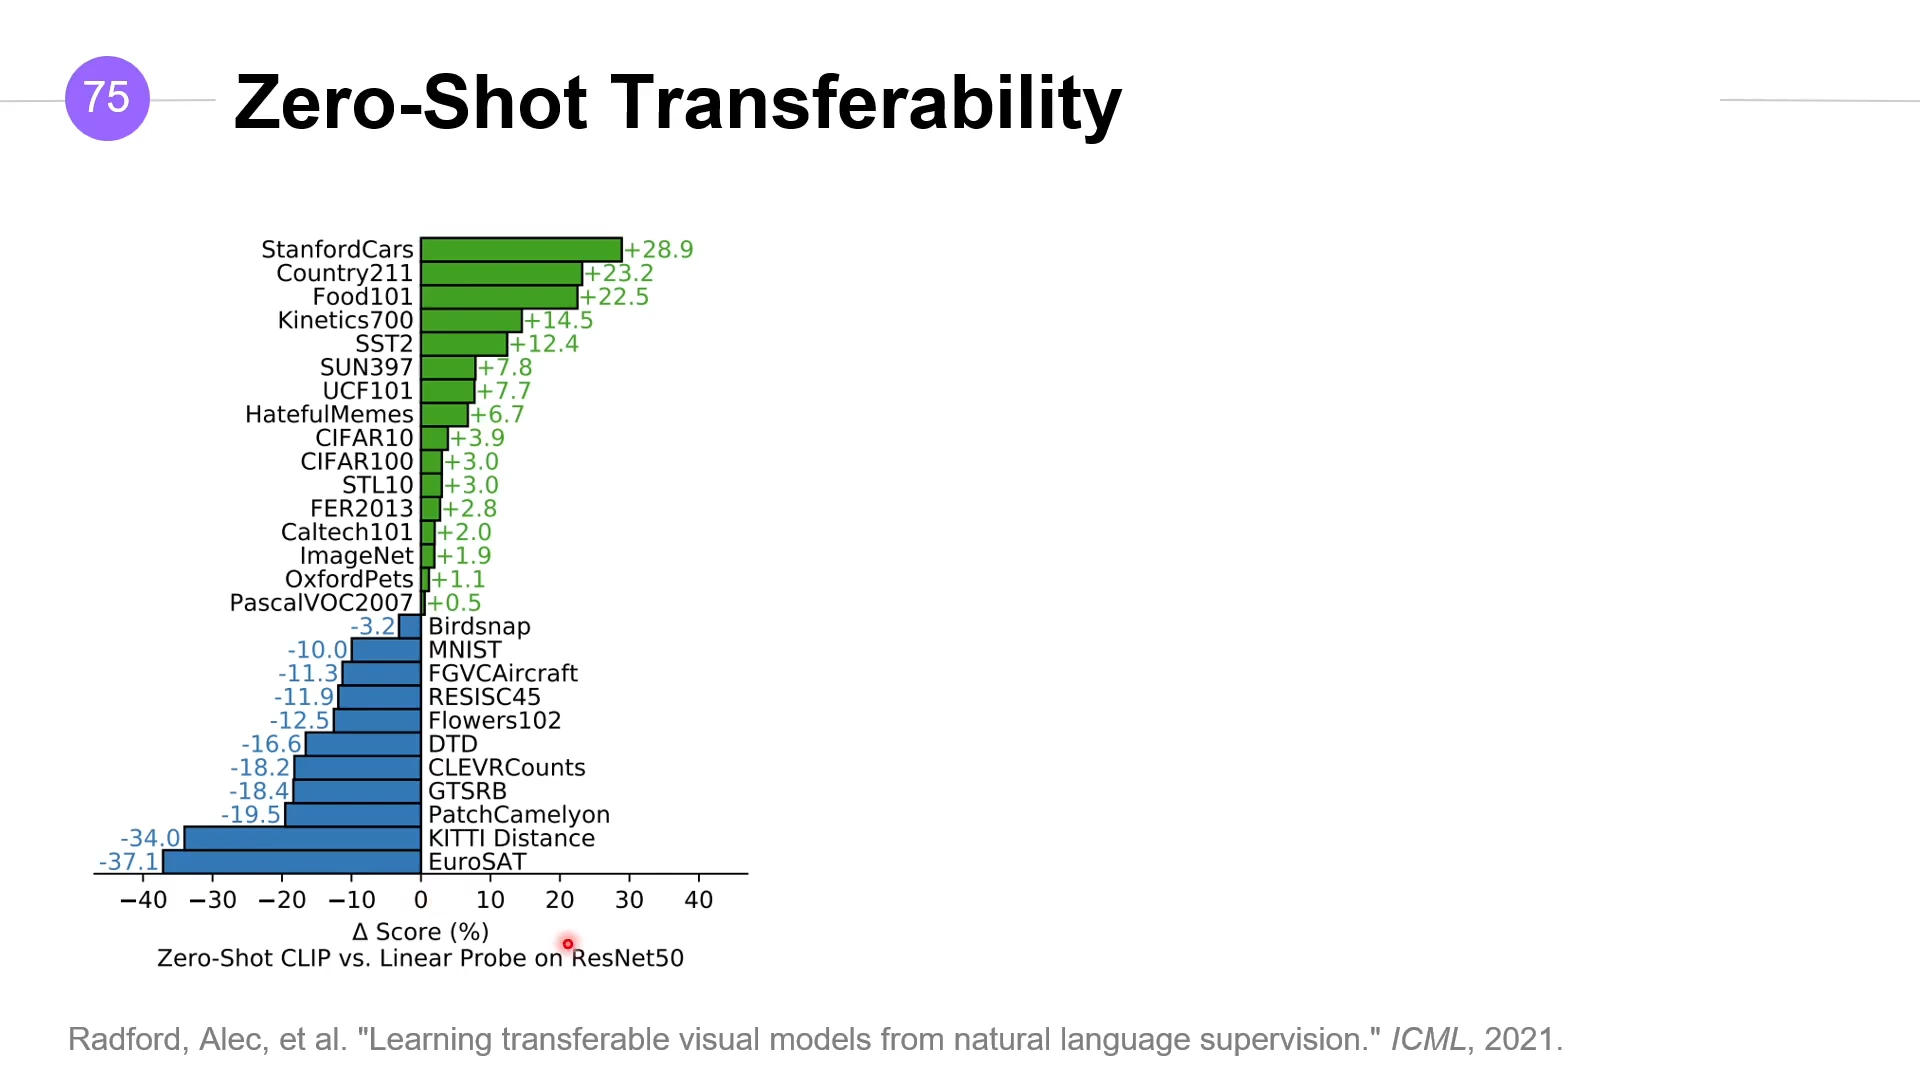 75
Zero-Shot Transferability
StanfordCars +28.9
Country211 +23.2
Food101 +22.5
Kinetics700 +14.5
SST2 +12.4
SUN397 +7.8
UCF101 +7.7
HatefulMemes +6.7
CIFAR10 +3.9
CIFAR100 +3.0
STL10 +3.0
FER2013 +2.8
Caltech101 +2.0
ImageNet +1.9
OxfordPets +1.1
PascalVOC2007 +0.5
-3.2 Birdsnap
-10.0 MNIST
-11.3 FGVCAircraft
-11.9 RESISC45
-12.5 Flowers102
-16.6 DTD
-18.2 CLEVRCounts
-18.4 GTSRB
-19.5 PatchCamelyon
-34.0 KITTI Distance
-37.1 EuroSAT
−40 −30 −20 −10 0 10 20 30 40
Δ Score (%)
Zero-Shot CLIP vs. Linear Probe on ResNet50
Radford, Alec, et al. "Learning transferable visual models from natural language supervision." ICML, 2021.